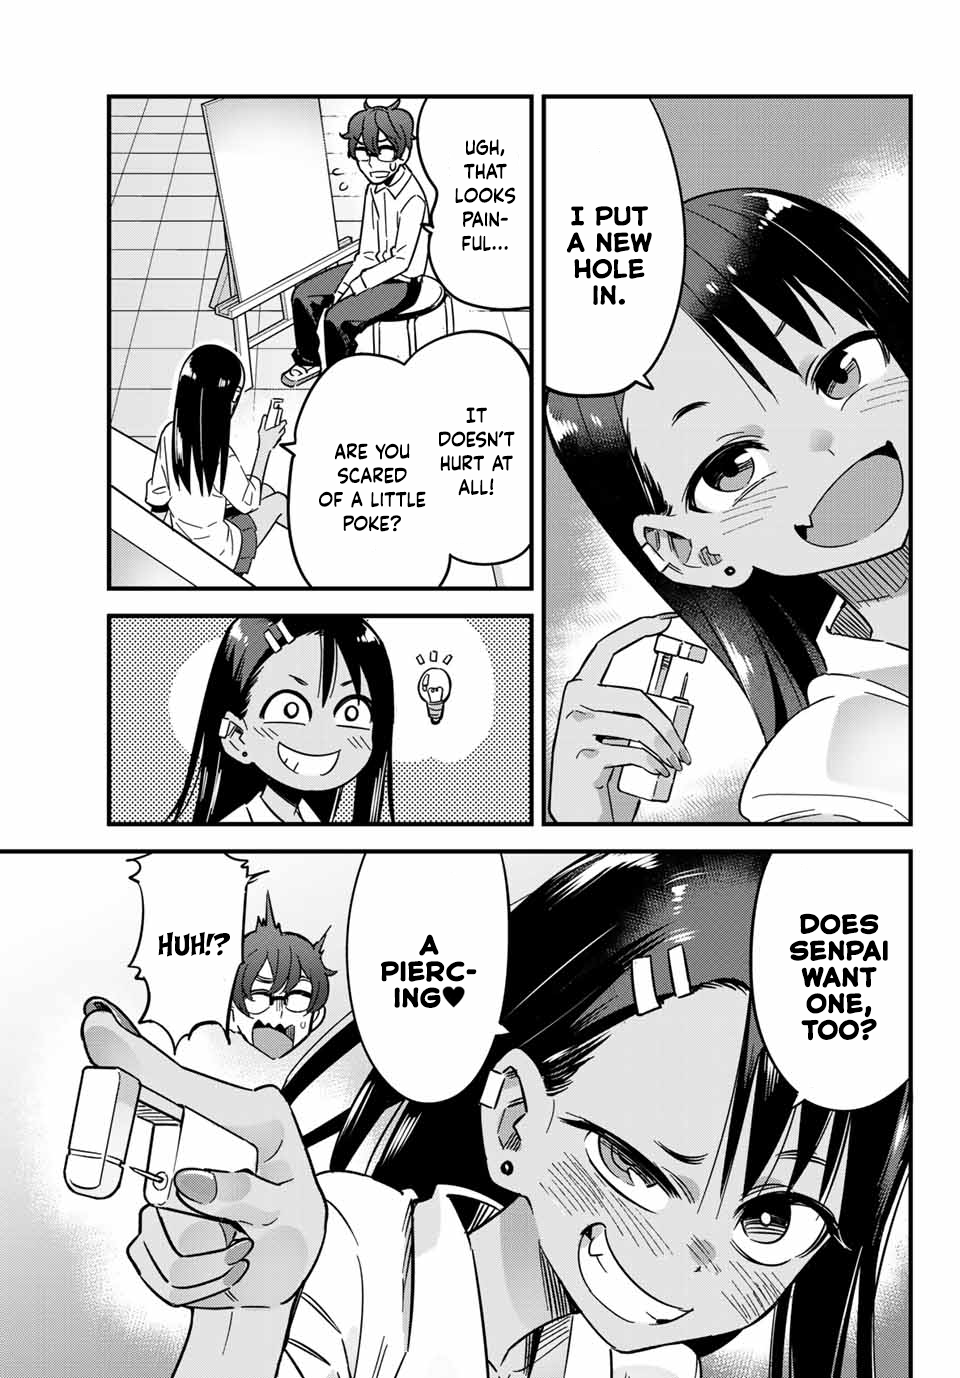 I PUT
A NEW
HOLE
IN.
UGH,
THAT
LOOKS
PAIN-
FUL...
IT
DOESN'T
HURT AT
ALL!
ARE YOU
SCARED
OF A LITTLE
POKE?
DOES
SENPAI
WANT
ONE,
TOO?
A
PIERC-
ING♥
HUH!?